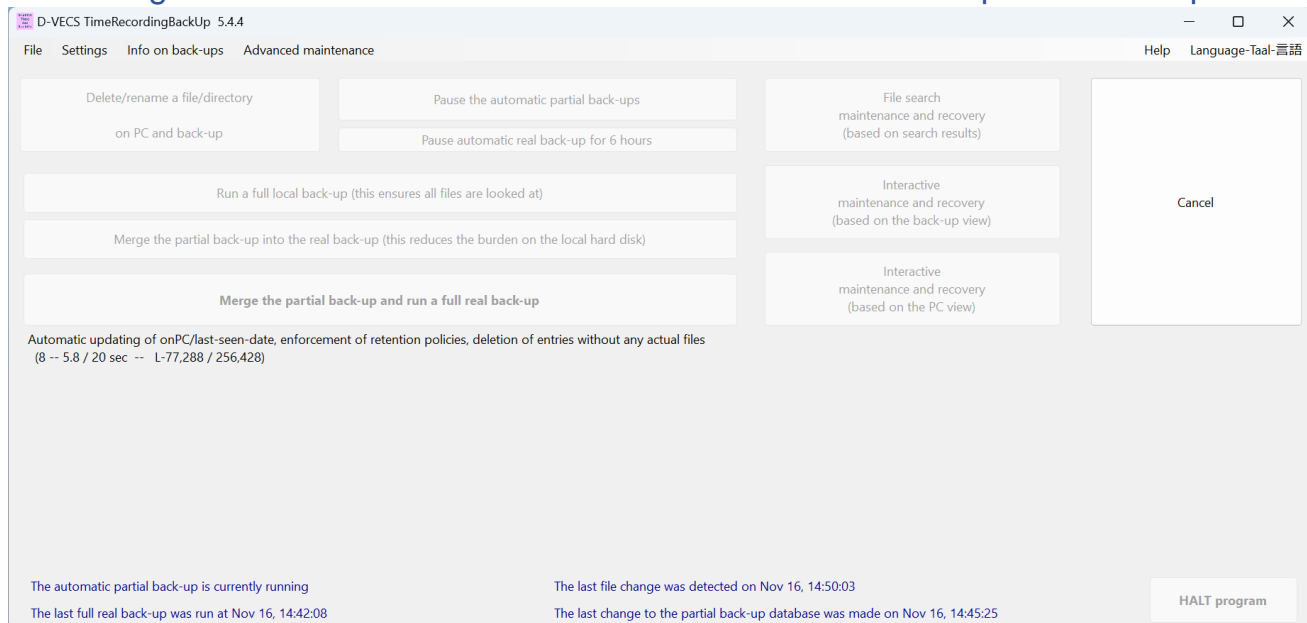 D-VECS TimeRecordingBackUp 5.4.4
File Settings Info on back-ups Advanced maintenance Help Language-Taal-言語
Delete/rename a file/directory
on PC and back-up
Pause the automatic partial back-ups
Pause automatic real back-up for 6 hours
File search
maintenance and recovery
(based on search results)
Cancel
Run a full local back-up (this ensures all files are looked at)
Merge the partial back-up into the real back-up (this reduces the burden on the local hard disk)
Interactive
maintenance and recovery
(based on the back-up view)
Merge the partial back-up and run a full real back-up
Interactive
maintenance and recovery
(based on the PC view)
Automatic updating of onPC/last-seen-date, enforcement of retention policies, deletion of entries without any actual files
(8 -- 5.8 / 20 sec -- L-77,288 / 256,428)
The automatic partial back-up is currently running
The last file change was detected on Nov 16, 14:50:03
The last full real back-up was run at Nov 16, 14:42:08
The last change to the partial back-up database was made on Nov 16, 14:45:25
HALT program